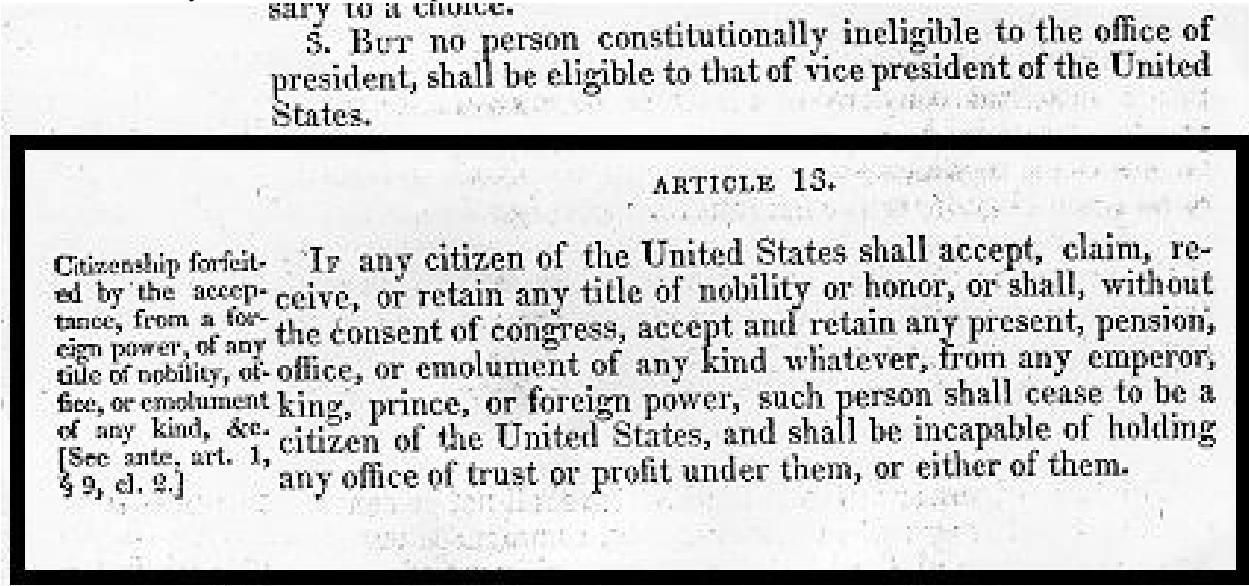 sary to a choice.
3. BUT no person constitutionally ineligible to the office of
president, shall be eligible to that of vice president of the United
States.
ARTICLE 13.
Citizenship forfeit-
ed by the accep-
tance, from a for-
eign power, of any
title of nobility, of-
fice, or emolument
of any kind, &c.
[See ante, art. 1,
§ 9, cl. 2.]
IF any citizen of the United States shall accept, claim, re-
ceive, or retain any title of nobility or honor, or shall, without
the consent of congress, accept and retain any present, pension,
office, or emolument of any kind whatever, from any emperor,
king, prince, or foreign power, such person shall cease to be a
citizen of the United States, and shall be incapable of holding
any office of trust or profit under them, or either of them.